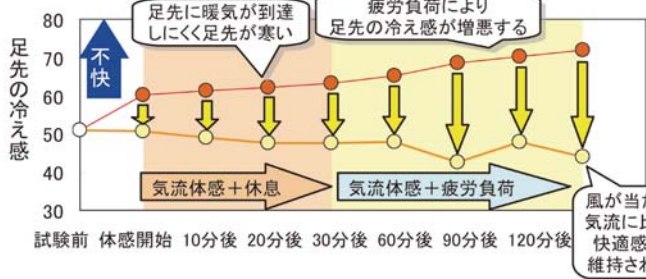 足先に暖気が到達
しにくく足先が寒い
疲労負荷により
足先の冷え感が増悪する
80
70
60
50
40
30
不快
足先の冷え感
気流体感＋休息
気流体感＋疲労負荷
風が当た
気流に比
快適感
維持され
試験前 体感開始 10分後 20分後 30分後 60分後 90分後 120分後